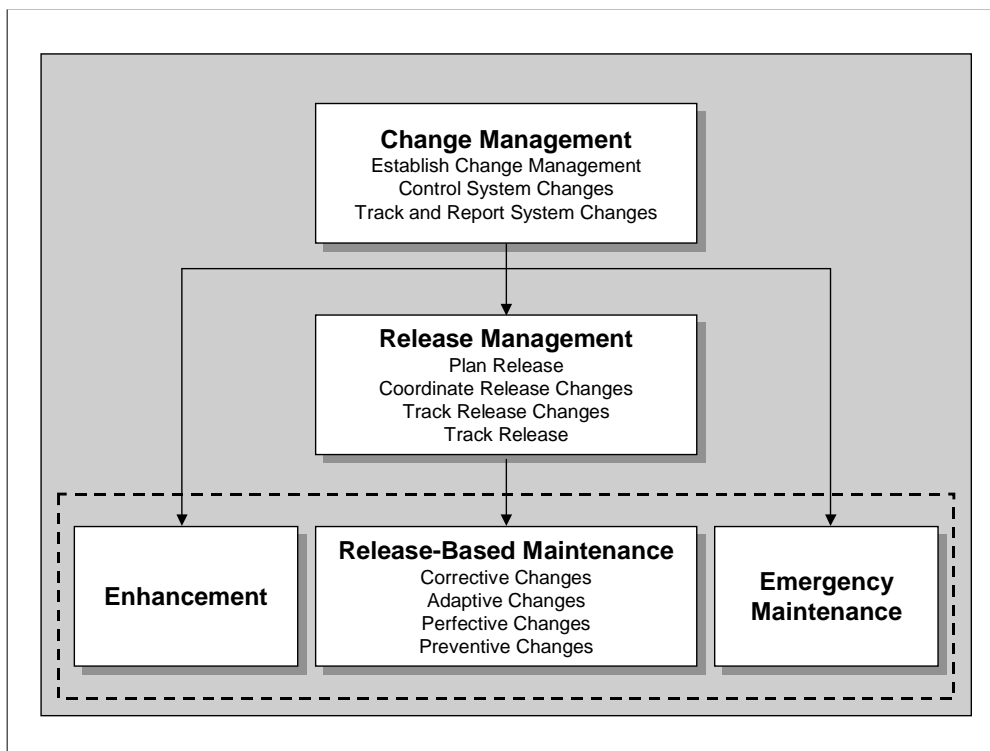 Change Management
Establish Change Management
Control System Changes
Track and Report System Changes
Release Management
Plan Release
Coordinate Release Changes
Track Release Changes
Track Release
Enhancement
Release-Based Maintenance
Corrective Changes
Adaptive Changes
Perfective Changes
Preventive Changes
Emergency
Maintenance